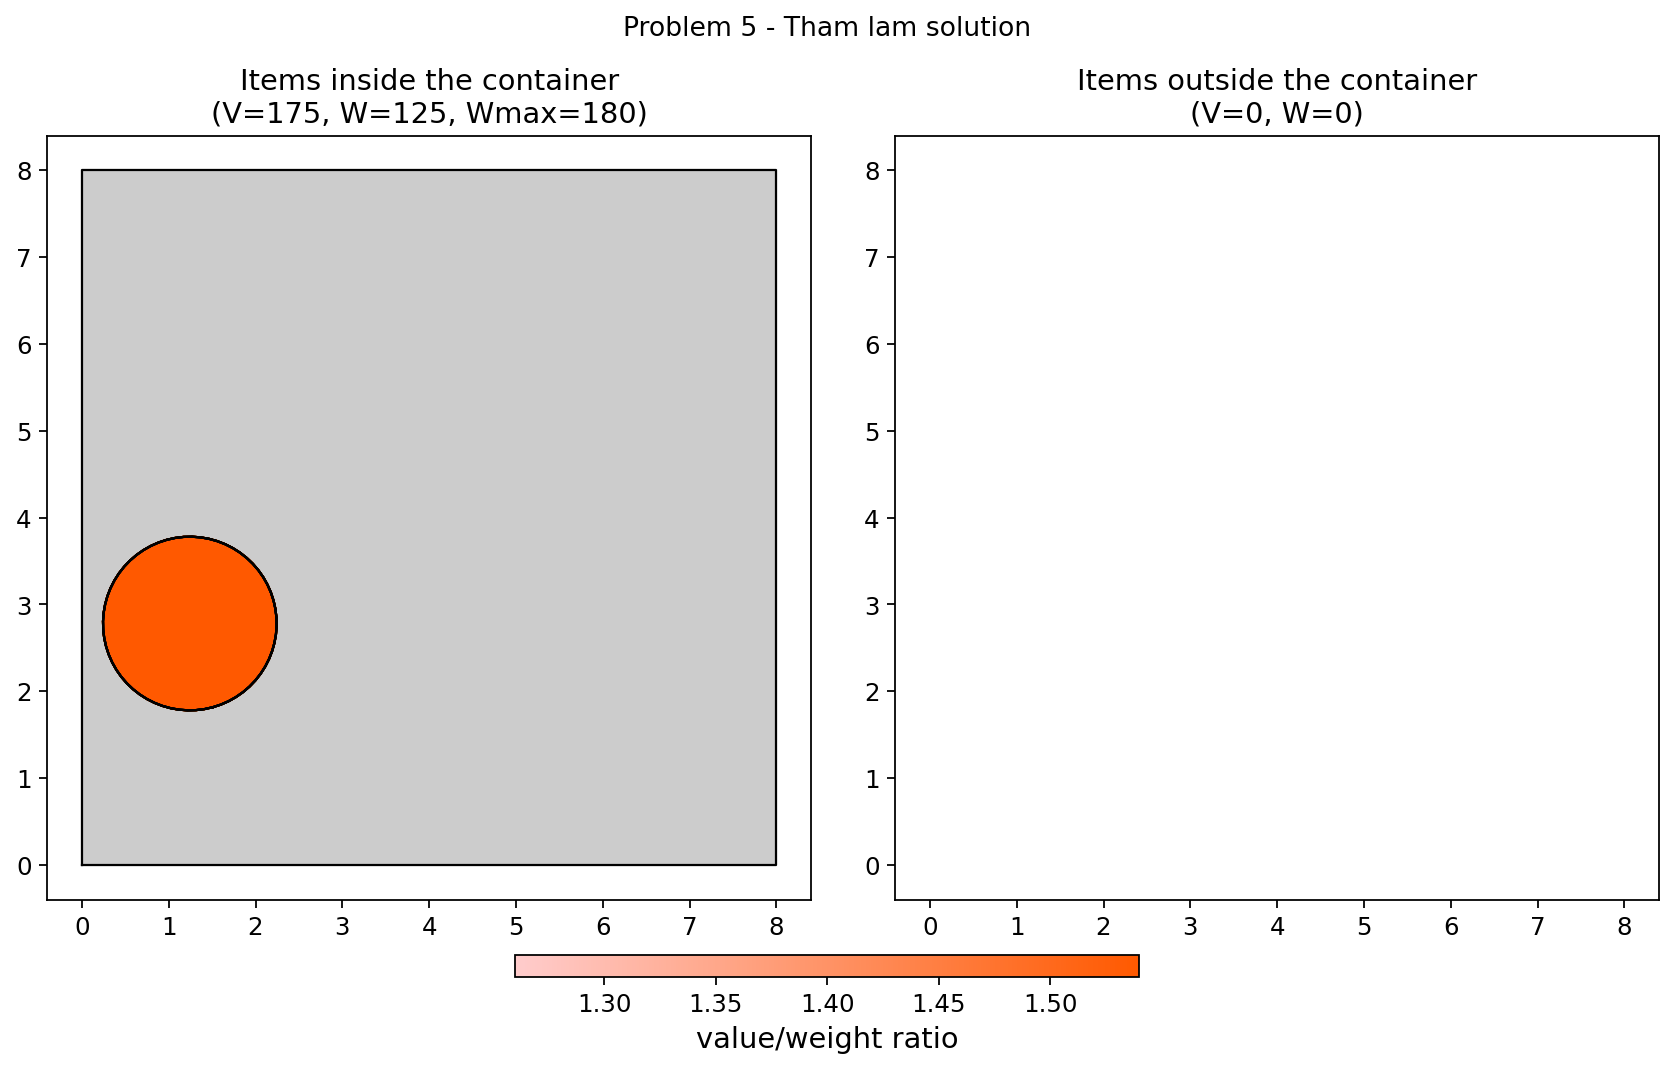 Problem 5 - Tham lam solution
Items inside the container
(V=175, W=125, Wmax=180)
8
7
6
5
4
3
2
1
0
0 1 2 3 4 5 6 7 8
Items outside the container
(V=0, W=0)
8
7
6
5
4
3
2
1
0
0 1 2 3 4 5 6 7 8
1.30 1.35 1.40 1.45 1.50
value/weight ratio